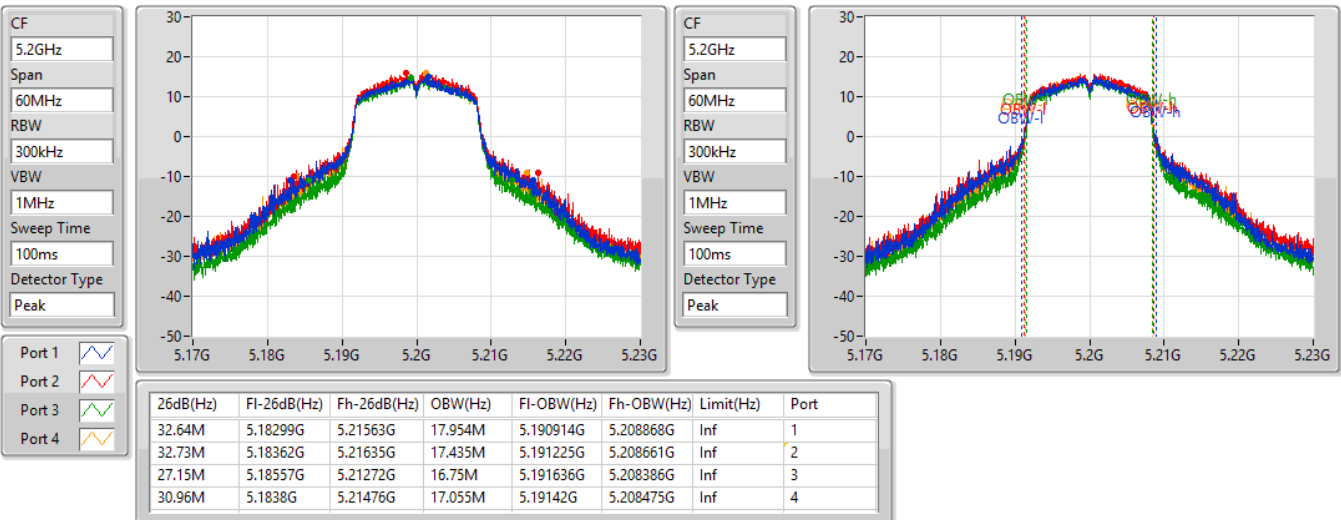 CF
5.2GHz
Span
60MHz
RBW
300kHz
VBW
1MHz
Sweep Time
100ms
Detector Type
Peak
30
20
10
0
-10
-20
-30
-40
-50
5.17G 5.18G 5.19G 5.2G 5.21G 5.22G 5.23G
CF
5.2GHz
Span
60MHz
RBW
300kHz
VBW
1MHz
Sweep Time
100ms
Detector Type
Peak
30
20
10
0
-10
-20
-30
-40
-50
OBW-l OBW-h
5.17G 5.18G 5.19G 5.2G 5.21G 5.22G 5.23G
Port 1
Port 2
Port 3
Port 4
26dB(Hz) Fl-26dB(Hz) Fh-26dB(Hz) OBW(Hz) Fl-OBW(Hz) Fh-OBW(Hz) Limit(Hz) Port
32.64M 5.18299G 5.21563G 17.954M 5.190914G 5.208868G Inf 1
32.73M 5.18362G 5.21635G 17.435M 5.191225G 5.208661G Inf 2
27.15M 5.18557G 5.21272G 16.75M 5.191636G 5.208386G Inf 3
30.96M 5.1838G 5.21476G 17.055M 5.19142G 5.208475G Inf 4